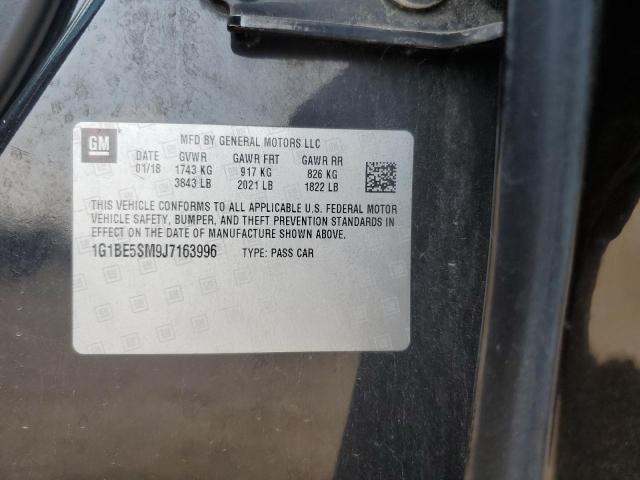 GM
MFD BY GENERAL MOTORS LLC
DATE GVWR GAWR FRT GAWR RR
01/18 1743 KG 917 KG 826 KG
3843 LB 2021 LB 1822 LB
THIS VEHICLE CONFORMS TO ALL APPLICABLE U.S. FEDERAL MOTOR
VEHICLE SAFETY, BUMPER, AND THEFT PREVENTION STANDARDS IN
EFFECT ON THE DATE OF MANUFACTURE SHOWN ABOVE.
1G1BE5SM9J7163996 TYPE: PASS CAR